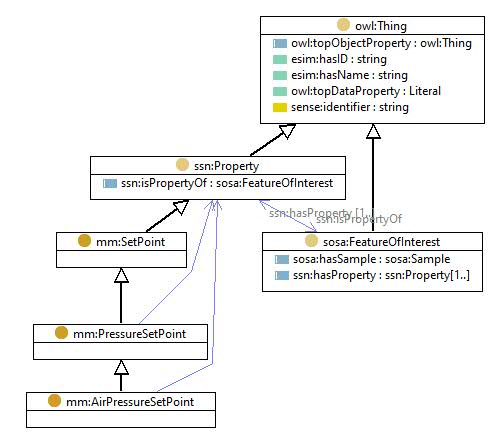 owl:Thing
owl:topObjectProperty : owl:Thing
esim:hasID : string
esim:hasName : string
owl:topDataProperty : Literal
sense:identifier : string
ssn:Property
ssn:isPropertyOf : sosa:FeatureOfInterest
ssn:hasProperty [1..]
ssn:isPropertyOf
mm:SetPoint
sosa:FeatureOfInterest
sosa:hasSample : sosa:Sample
ssn:hasProperty : ssn:Property[1..]
mm:PressureSetPoint
mm:AirPressureSetPoint